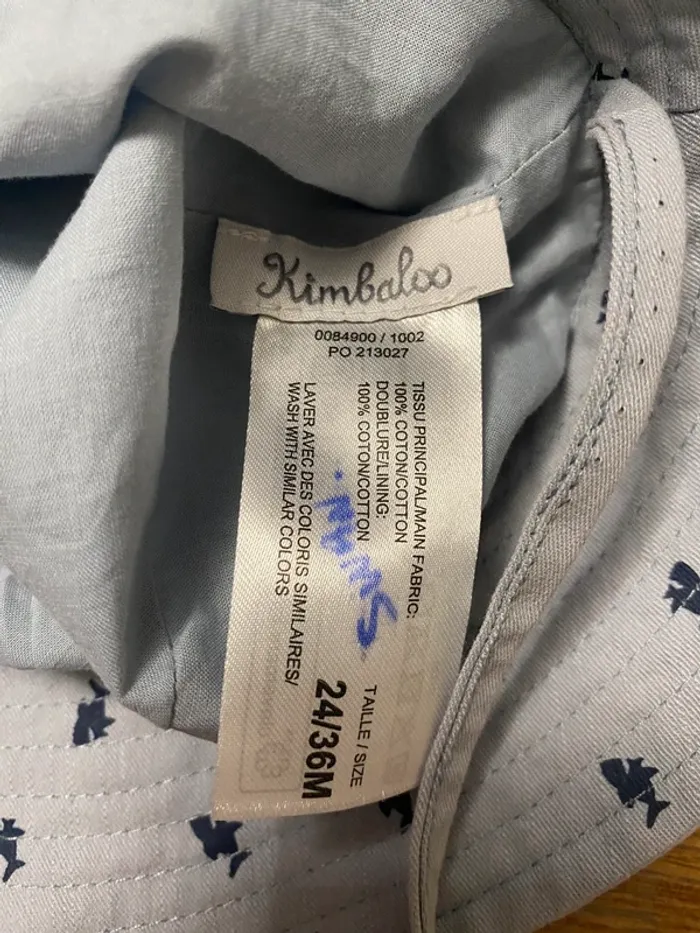 Kimbaloo
0084900 / 1002
PO 213027
TISSU PRINCIPAL/MAIN FABRIC:
100% COTON/COTTON
DOUBLURE/LINING:
100% COTON/COTTON
LAVER AVEC DES COLORIS SIMILAIRES/
WASH WITH SIMILAR COLORS
TAILLE / SIZE
24/36M